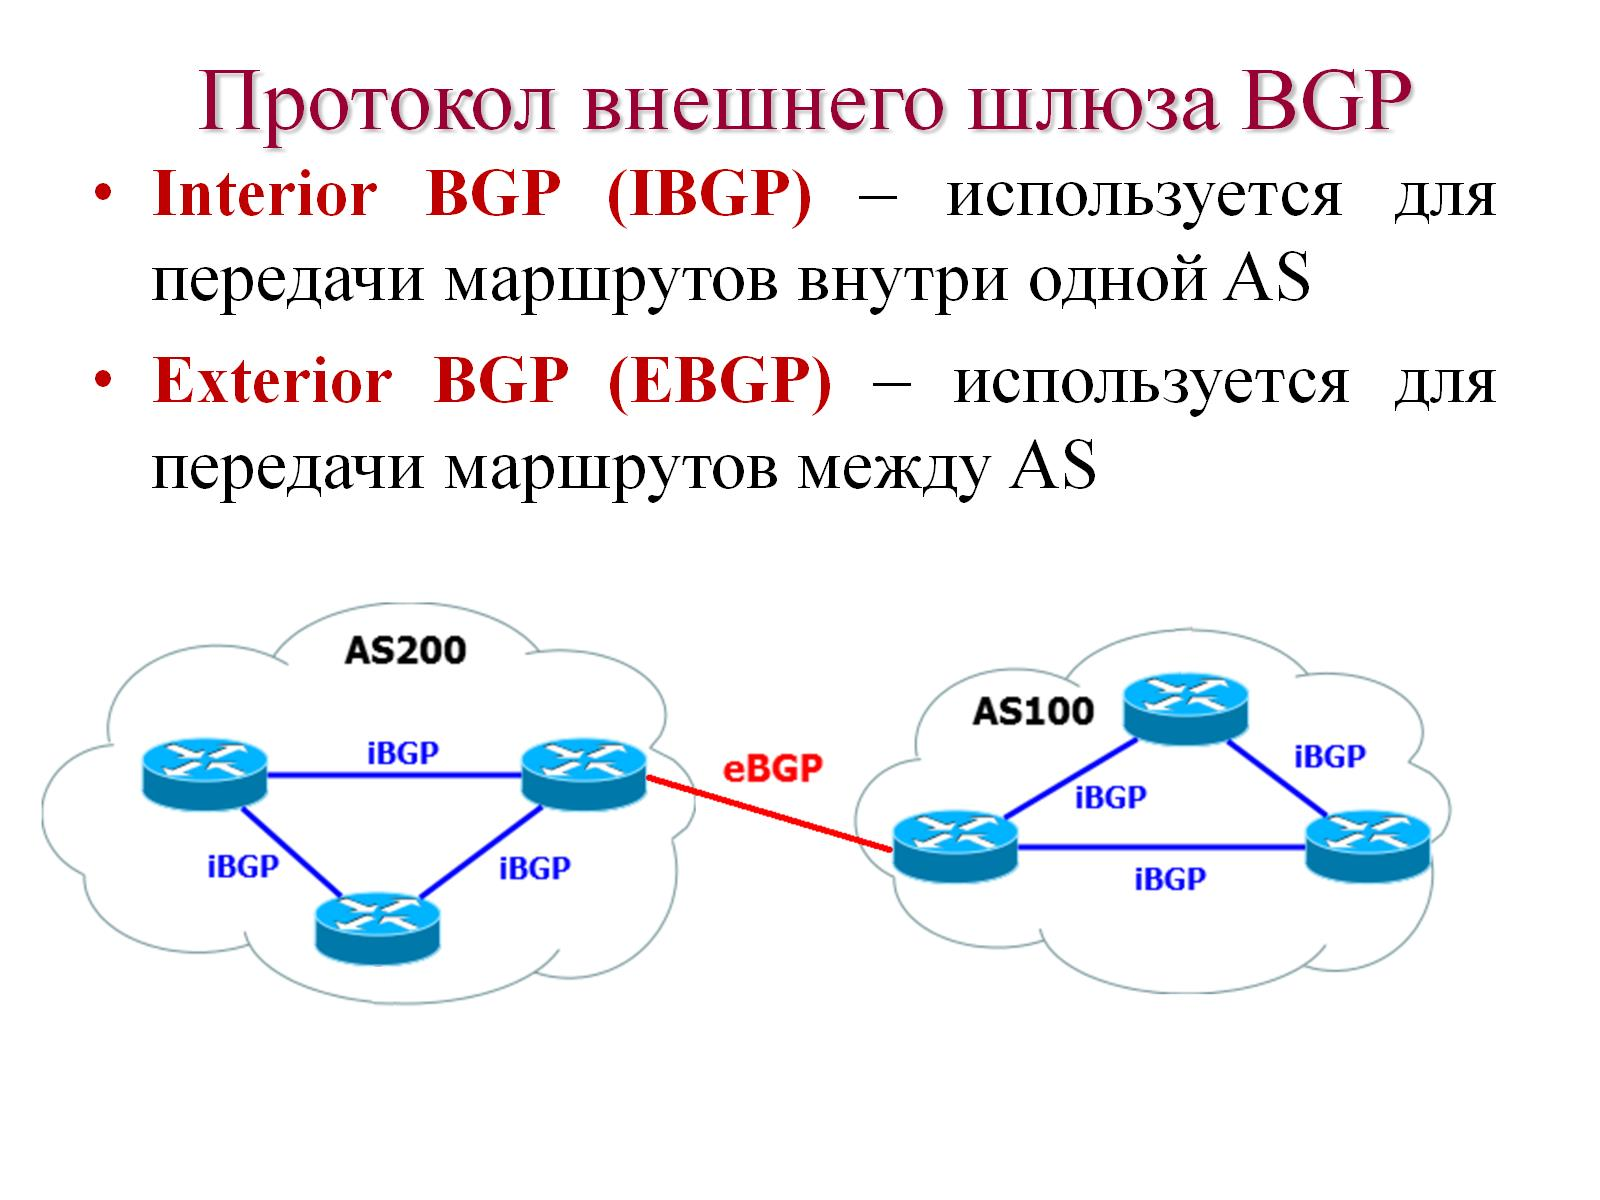 Протокол внешнего шлюза BGP
• Interior BGP (IBGP) – используется для
передачи маршрутов внутри одной AS
• Exterior BGP (EBGP) – используется для
передачи маршрутов между AS
AS200
iBGP
iBGP
iBGP
eBGP
AS100
iBGP
iBGP
iBGP